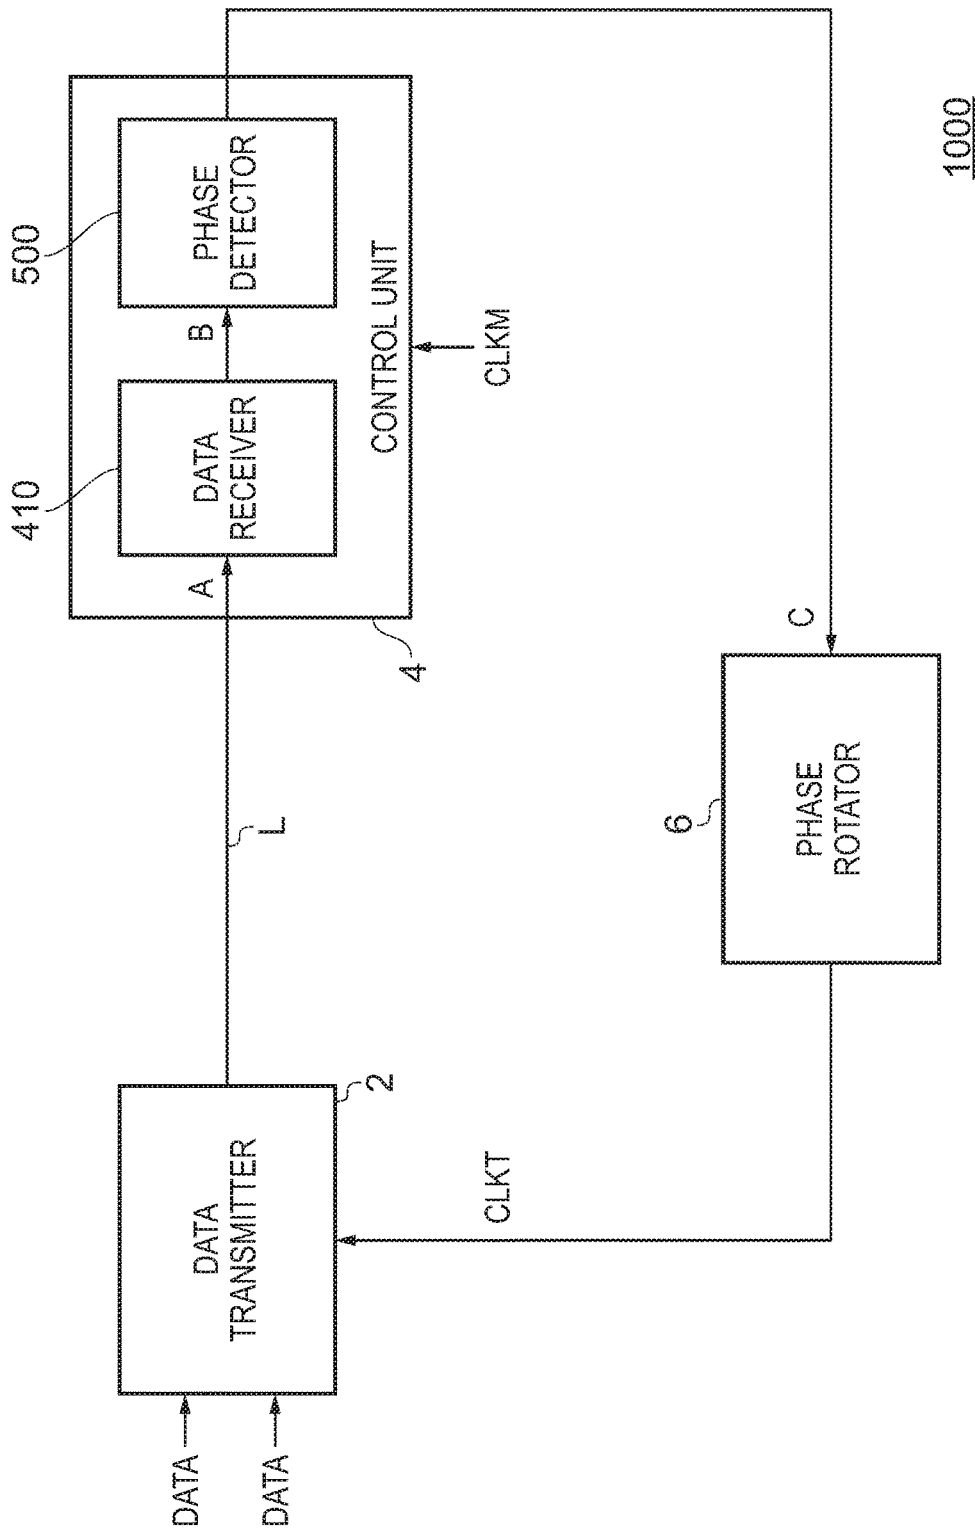 DATA
DATA
DATA
TRANSMITTER
2
L
A
DATA
RECEIVER
410
B
PHASE
DETECTOR
500
CONTROL UNIT
4
CLKM
CLKT
PHASE
ROTATOR
6
C
1000